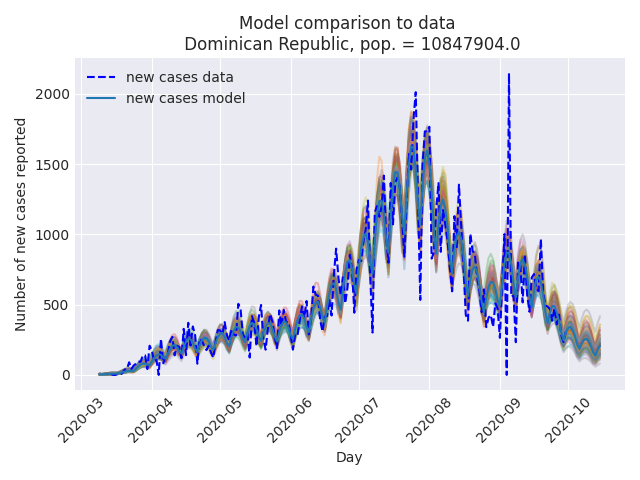 Model comparison to data
Dominican Republic, pop. = 10847904.0
new cases data
new cases model
Number of new cases reported
2000
1500
1000
500
0
2020-03
2020-04
2020-05
2020-06
2020-07
2020-08
2020-09
2020-10
Day